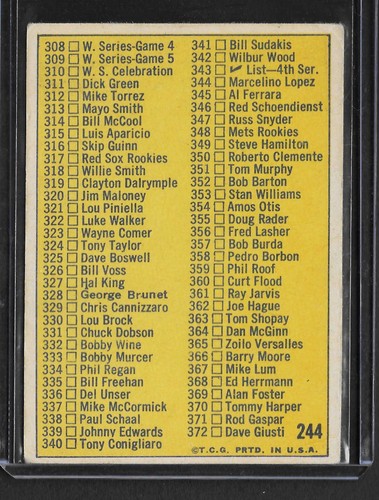 308 □ W. Series-Game 4
309 □ W. Series-Game 5
310 □ W. S. Celebration
311 □ Dick Green
312 □ Mike Torrez
313 □ Mayo Smith
314 □ Bill McCool
315 □ Luis Aparicio
316 □ Skip Guinn
317 □ Red Sox Rookies
318 □ Willie Smith
319 □ Clayton Dalrymple
320 □ Jim Maloney
321 □ Lou Piniella
322 □ Luke Walker
323 □ Wayne Comer
324 □ Tony Taylor
325 □ Dave Boswell
326 □ Bill Voss
327 □ Hal King
328 □ George Brunet
329 □ Chris Cannizzaro
330 □ Lou Brock
331 □ Chuck Dobson
332 □ Bobby Wine
333 □ Bobby Murcer
334 □ Phil Regan
335 □ Bill Freehan
336 □ Del Unser
337 □ Mike McCormick
338 □ Paul Schaal
339 □ Johnny Edwards
340 □ Tony Conigliaro
341 □ Bill Sudakis
342 □ Wilbur Wood
343 □ ✔ List—4th Ser.
344 □ Marcelino Lopez
345 □ Al Ferrara
346 □ Red Schoendienst
347 □ Russ Snyder
348 □ Mets Rookies
349 □ Steve Hamilton
350 □ Roberto Clemente
351 □ Tom Murphy
352 □ Bob Barton
353 □ Stan Williams
354 □ Amos Otis
355 □ Doug Rader
356 □ Fred Lasher
357 □ Bob Burda
358 □ Pedro Borbon
359 □ Phil Roof
360 □ Curt Flood
361 □ Ray Jarvis
362 □ Joe Hague
363 □ Tom Shopay
364 □ Dan McGinn
365 □ Zoilo Versalles
366 □ Barry Moore
367 □ Mike Lum
368 □ Ed Herrmann
369 □ Alan Foster
370 □ Tommy Harper
371 □ Rod Gaspar
372 □ Dave Giusti
244
©T.C.G. PRTD. IN U.S.A.